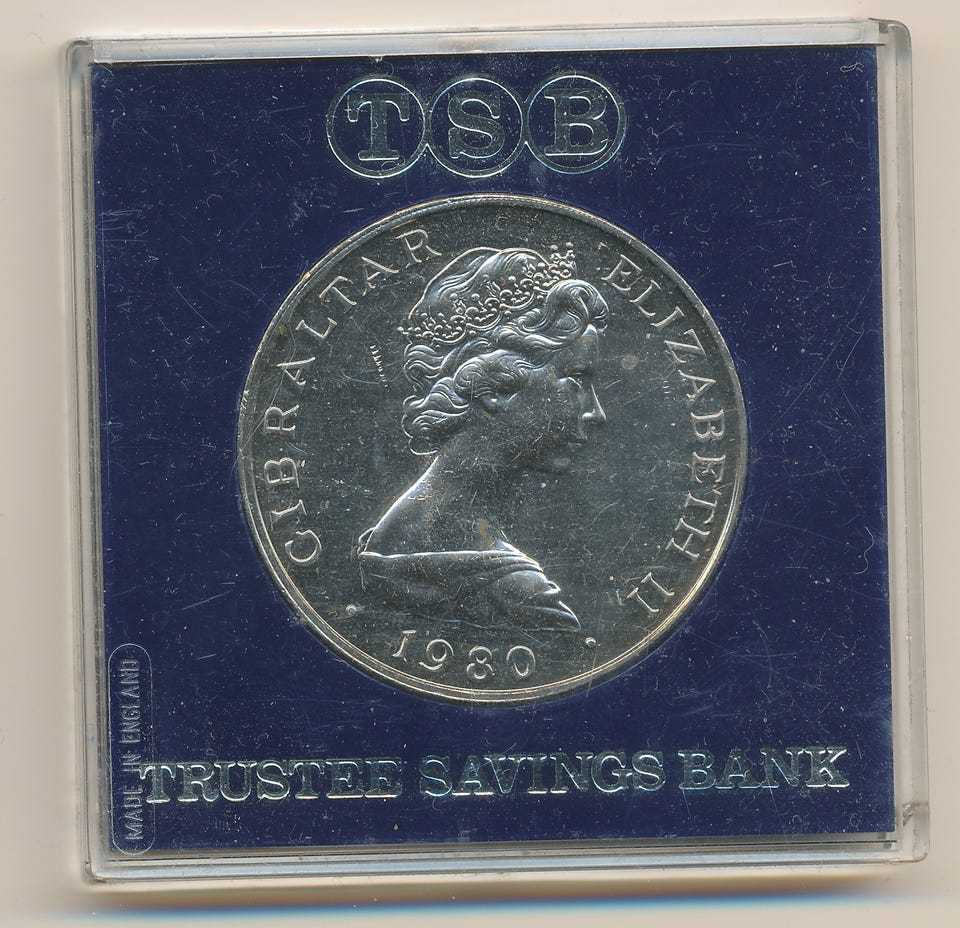 TSB
GIBRALTAR
ELIZABETH II
1980
TRUSTEE SAVINGS BANK
MADE IN ENGLAND